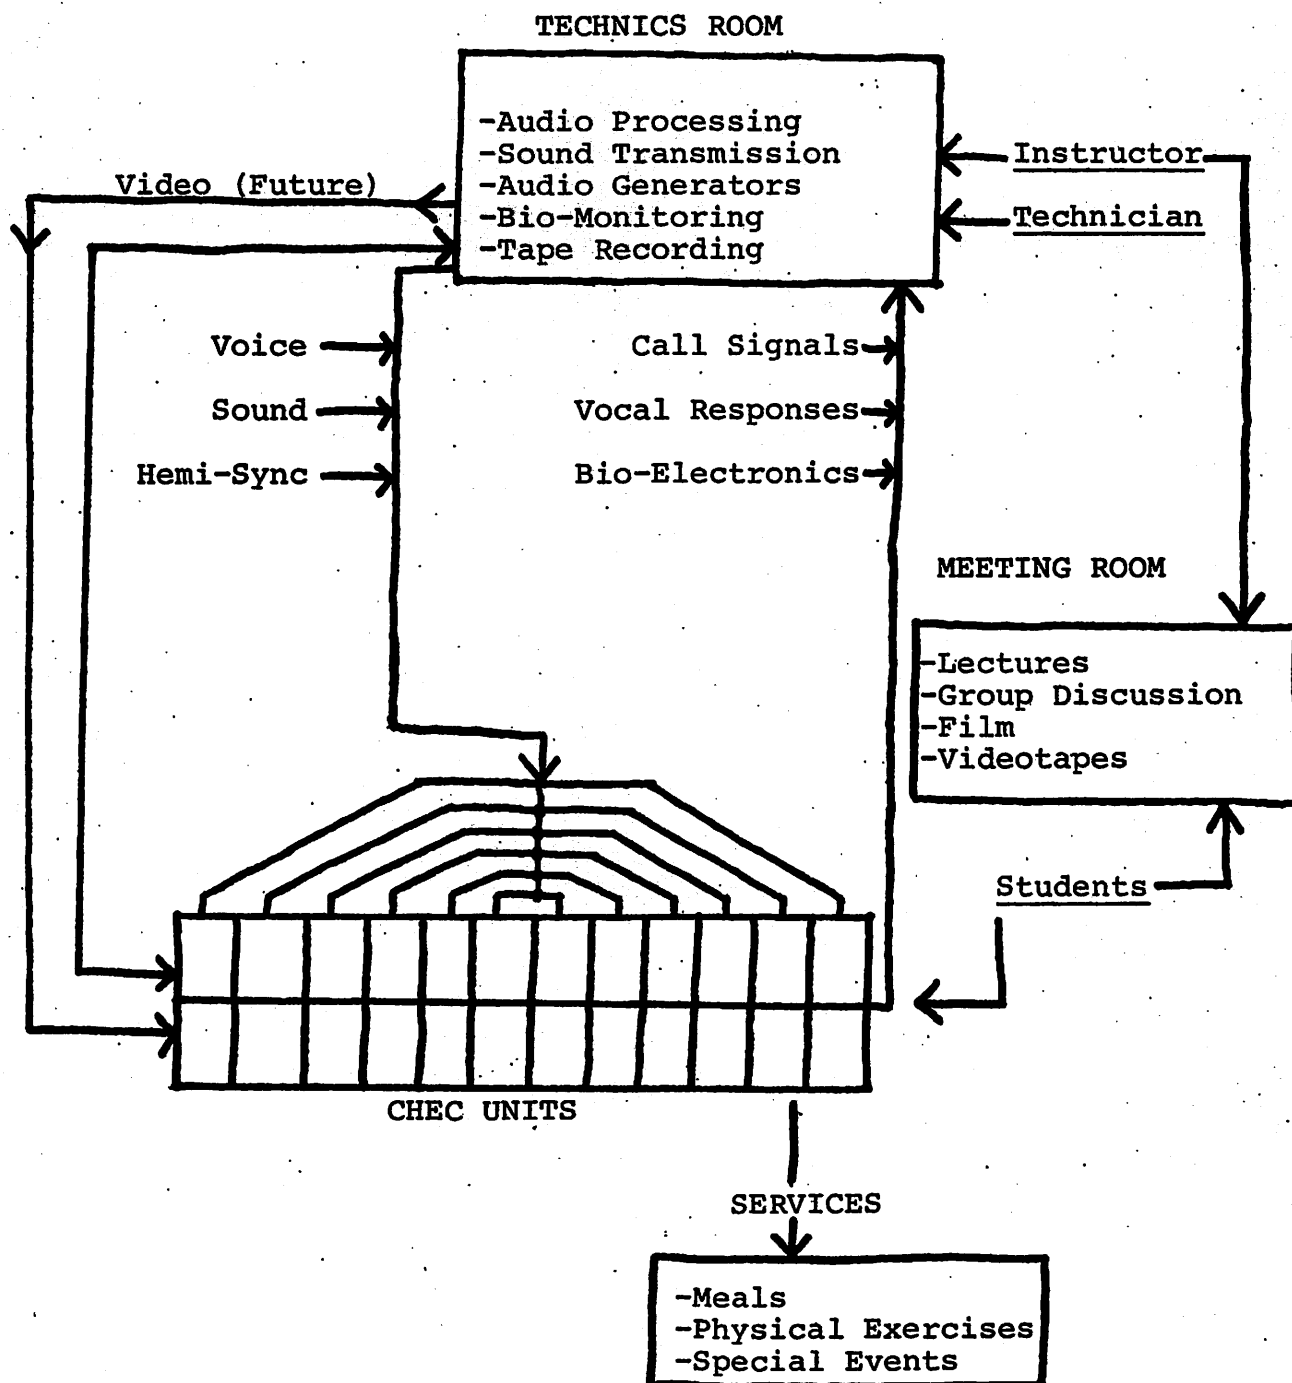 TECHNICS ROOM
-Audio Processing
-Sound Transmission
-Audio Generators
-Bio-Monitoring
-Tape Recording
Instructor
Technician
Video (Future)
Voice
Sound
Hemi-Sync
Call Signals
Vocal Responses
Bio-Electronics
MEETING ROOM
-Lectures
-Group Discussion
-Film
-Videotapes
Students
CHEC UNITS
SERVICES
-Meals
-Physical Exercises
-Special Events